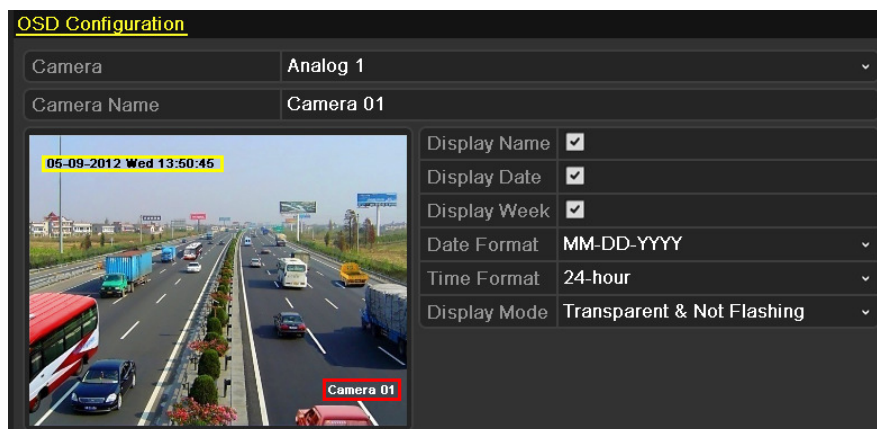 OSD Configuration
Camera Analog 1
Camera Name Camera 01
05-09-2012 Wed 13:50:45
Camera 01
Display Name
Display Date
Display Week
Date Format MM-DD-YYYY
Time Format 24-hour
Display Mode Transparent & Not Flashing